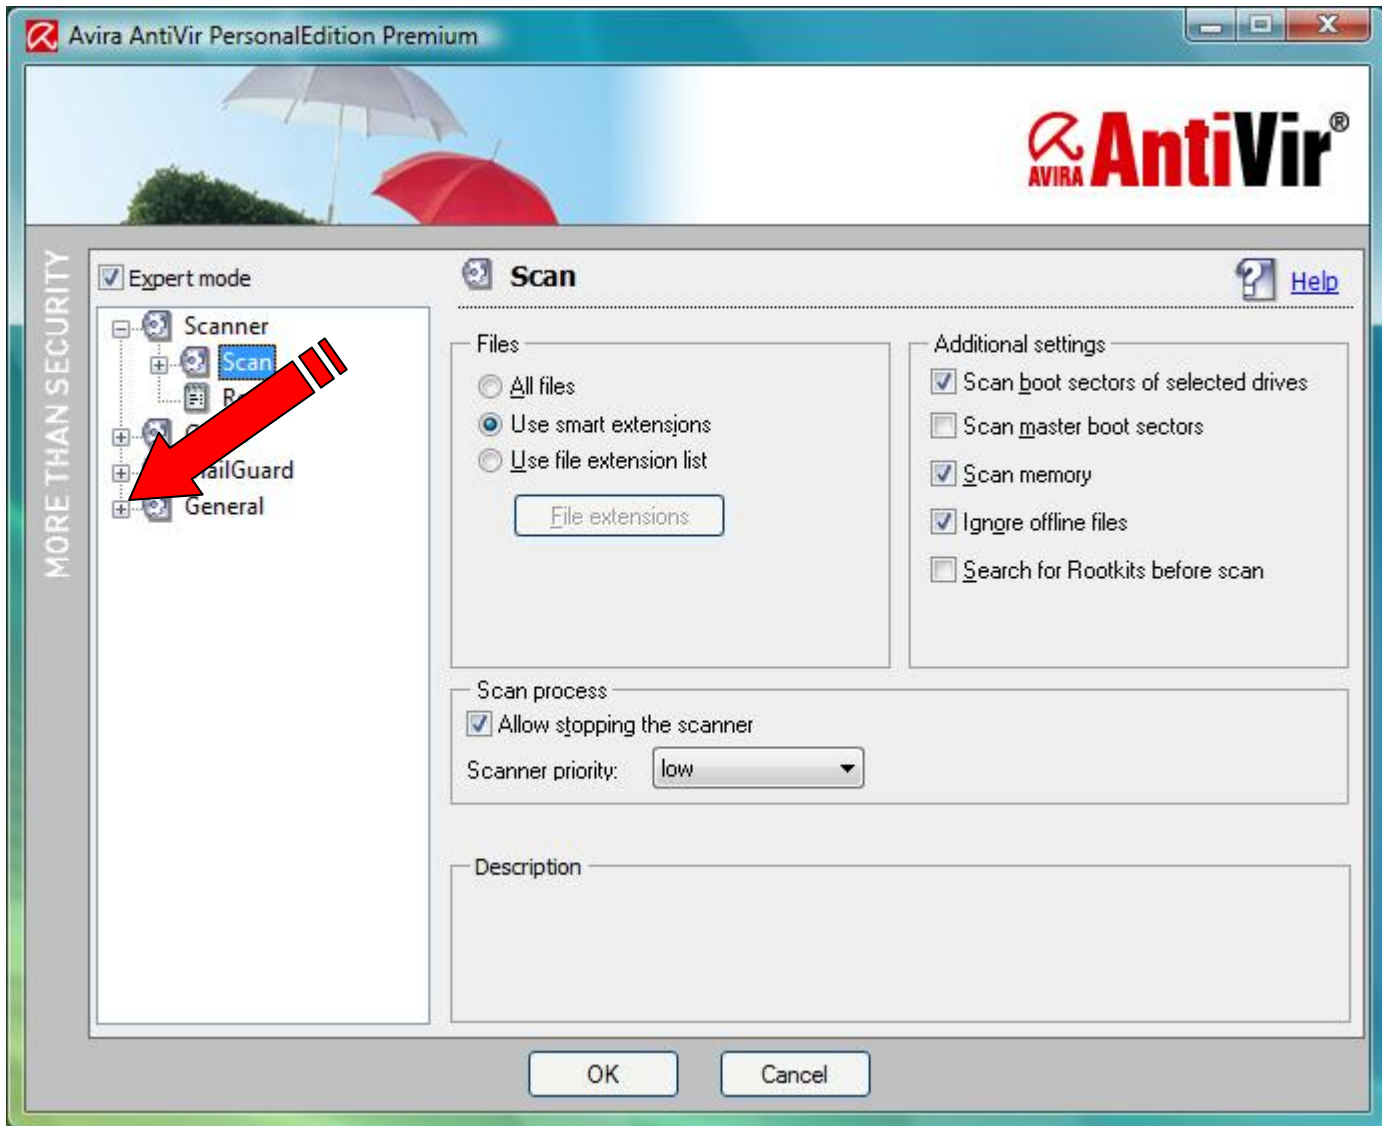 Avira AntiVir PersonalEdition Premium
AVIRA AntiVir®
MORE THAN SECURITY
Expert mode
Scanner
Scan
MailGuard
General
Scan
Help
Files
All files
Use smart extensions
Use file extension list
File extensions
Additional settings
Scan boot sectors of selected drives
Scan master boot sectors
Scan memory
Ignore offline files
Search for Rootkits before scan
Scan process
Allow stopping the scanner
Scanner priority: low
Description
OK
Cancel